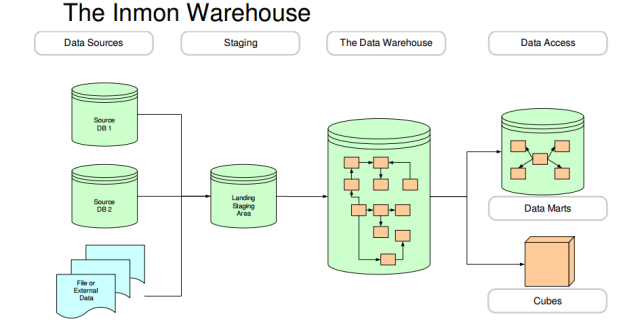 The Inmon Warehouse
Data Sources
Staging
The Data Warehouse
Data Access
Source
DB 1
Source
DB 2
File or
External
Data
Landing
Staging
Area
Data Marts
Cubes